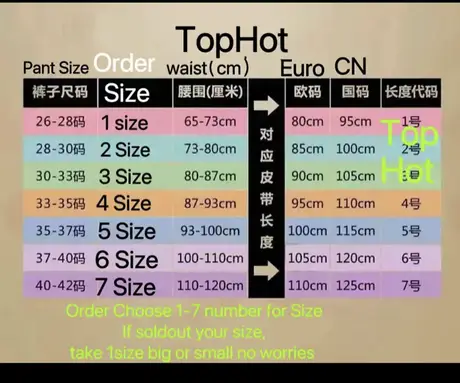 TopHot
Pant Size Order waist(cm) Euro CN
裤子尺码 Size 腰围(厘米) 欧码 国码 长度代码
26-28码 1 size 65-73cm 80cm 95cm 1号
28-30码 2 Size 73-80cm 85cm 100cm 2号
30-33码 3 Size 80-87cm 90cm 105cm 3号
33-35码 4 Size 87-93cm 95cm 110cm 4号
35-37码 5 Size 93-100cm 100cm 115cm 5号
37-40码 6 Size 100-110cm 105cm 120cm 6号
40-42码 7 Size 110-120cm 110cm 125cm 7号
对应皮带长度
Top
Hot
Order Choose 1-7 number for Size
If soldout your size,
take 1size big or small no worries